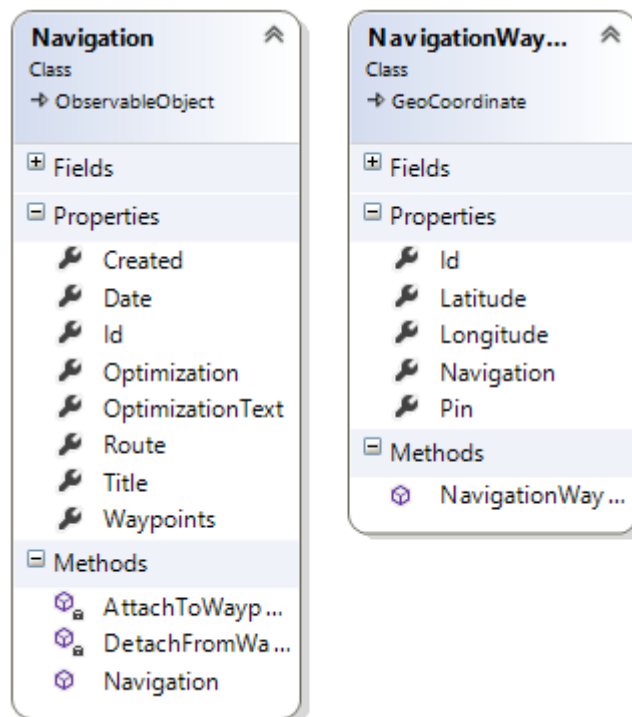 Navigation
Class
ObservableObject
Fields
Properties
Created
Date
Id
Optimization
OptimizationText
Route
Title
Waypoints
Methods
AttachToWayp ...
DetachFromWa ...
Navigation
NavigationWay...
Class
GeoCoordinate
Fields
Properties
Id
Latitude
Longitude
Navigation
Pin
Methods
NavigationWay ...